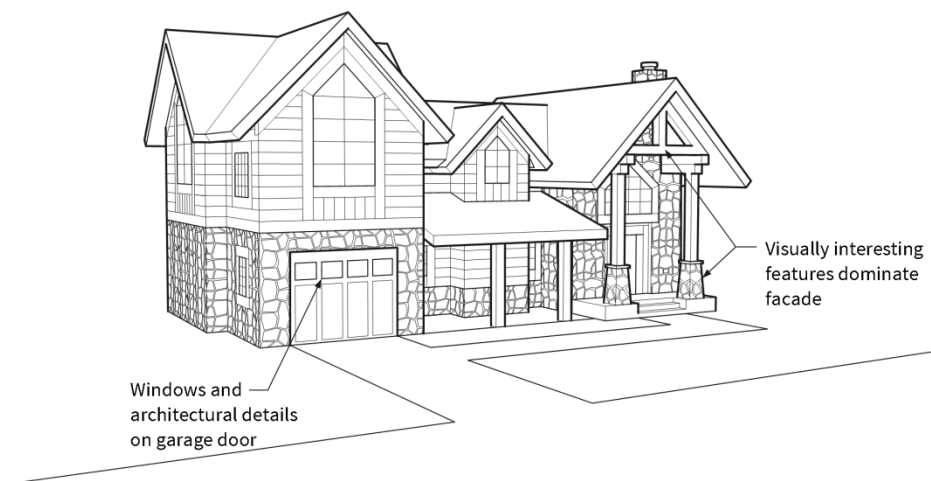 Visually interesting
features dominate
facade
Windows and
architectural details
on garage door